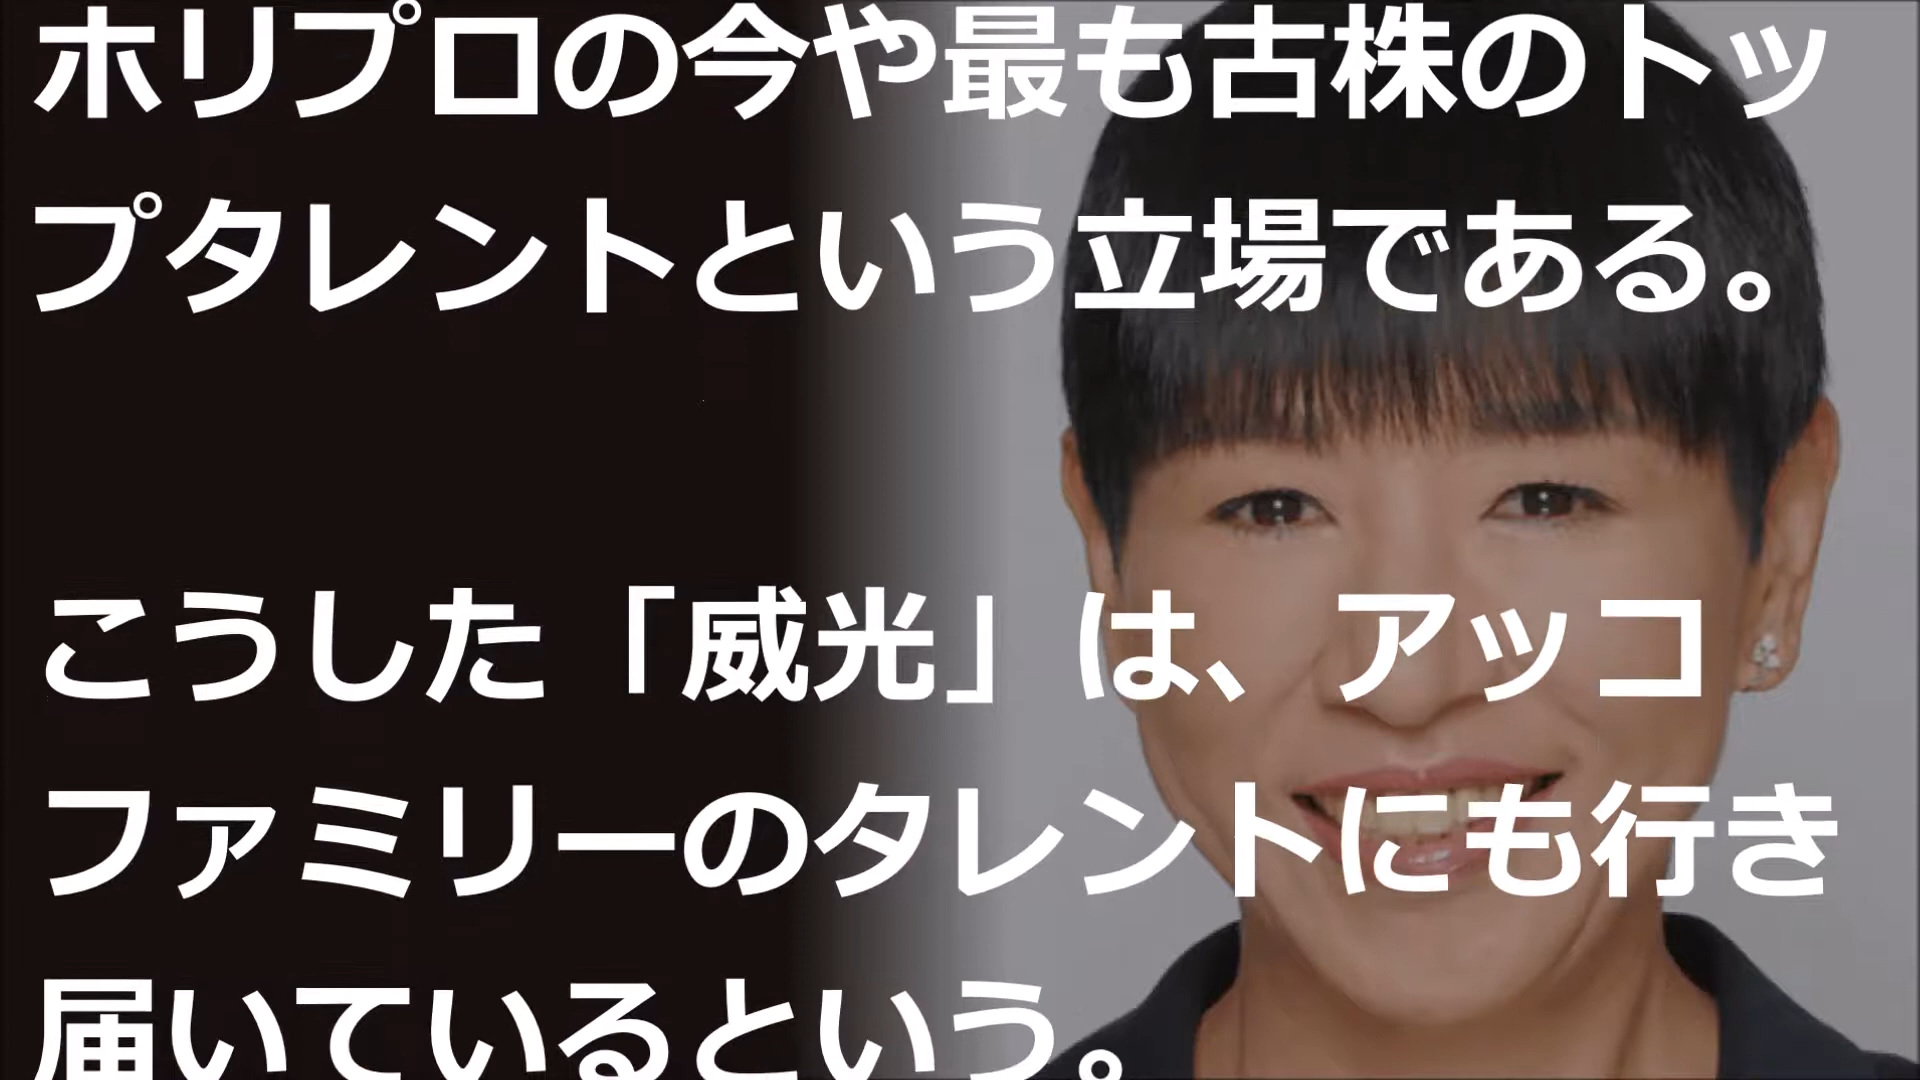 ホリプロの今や最も古株のトッ
プタレントという立場である。
こうした「威光」は、アッコ
ファミリーのタレントにも行き
届いているという。